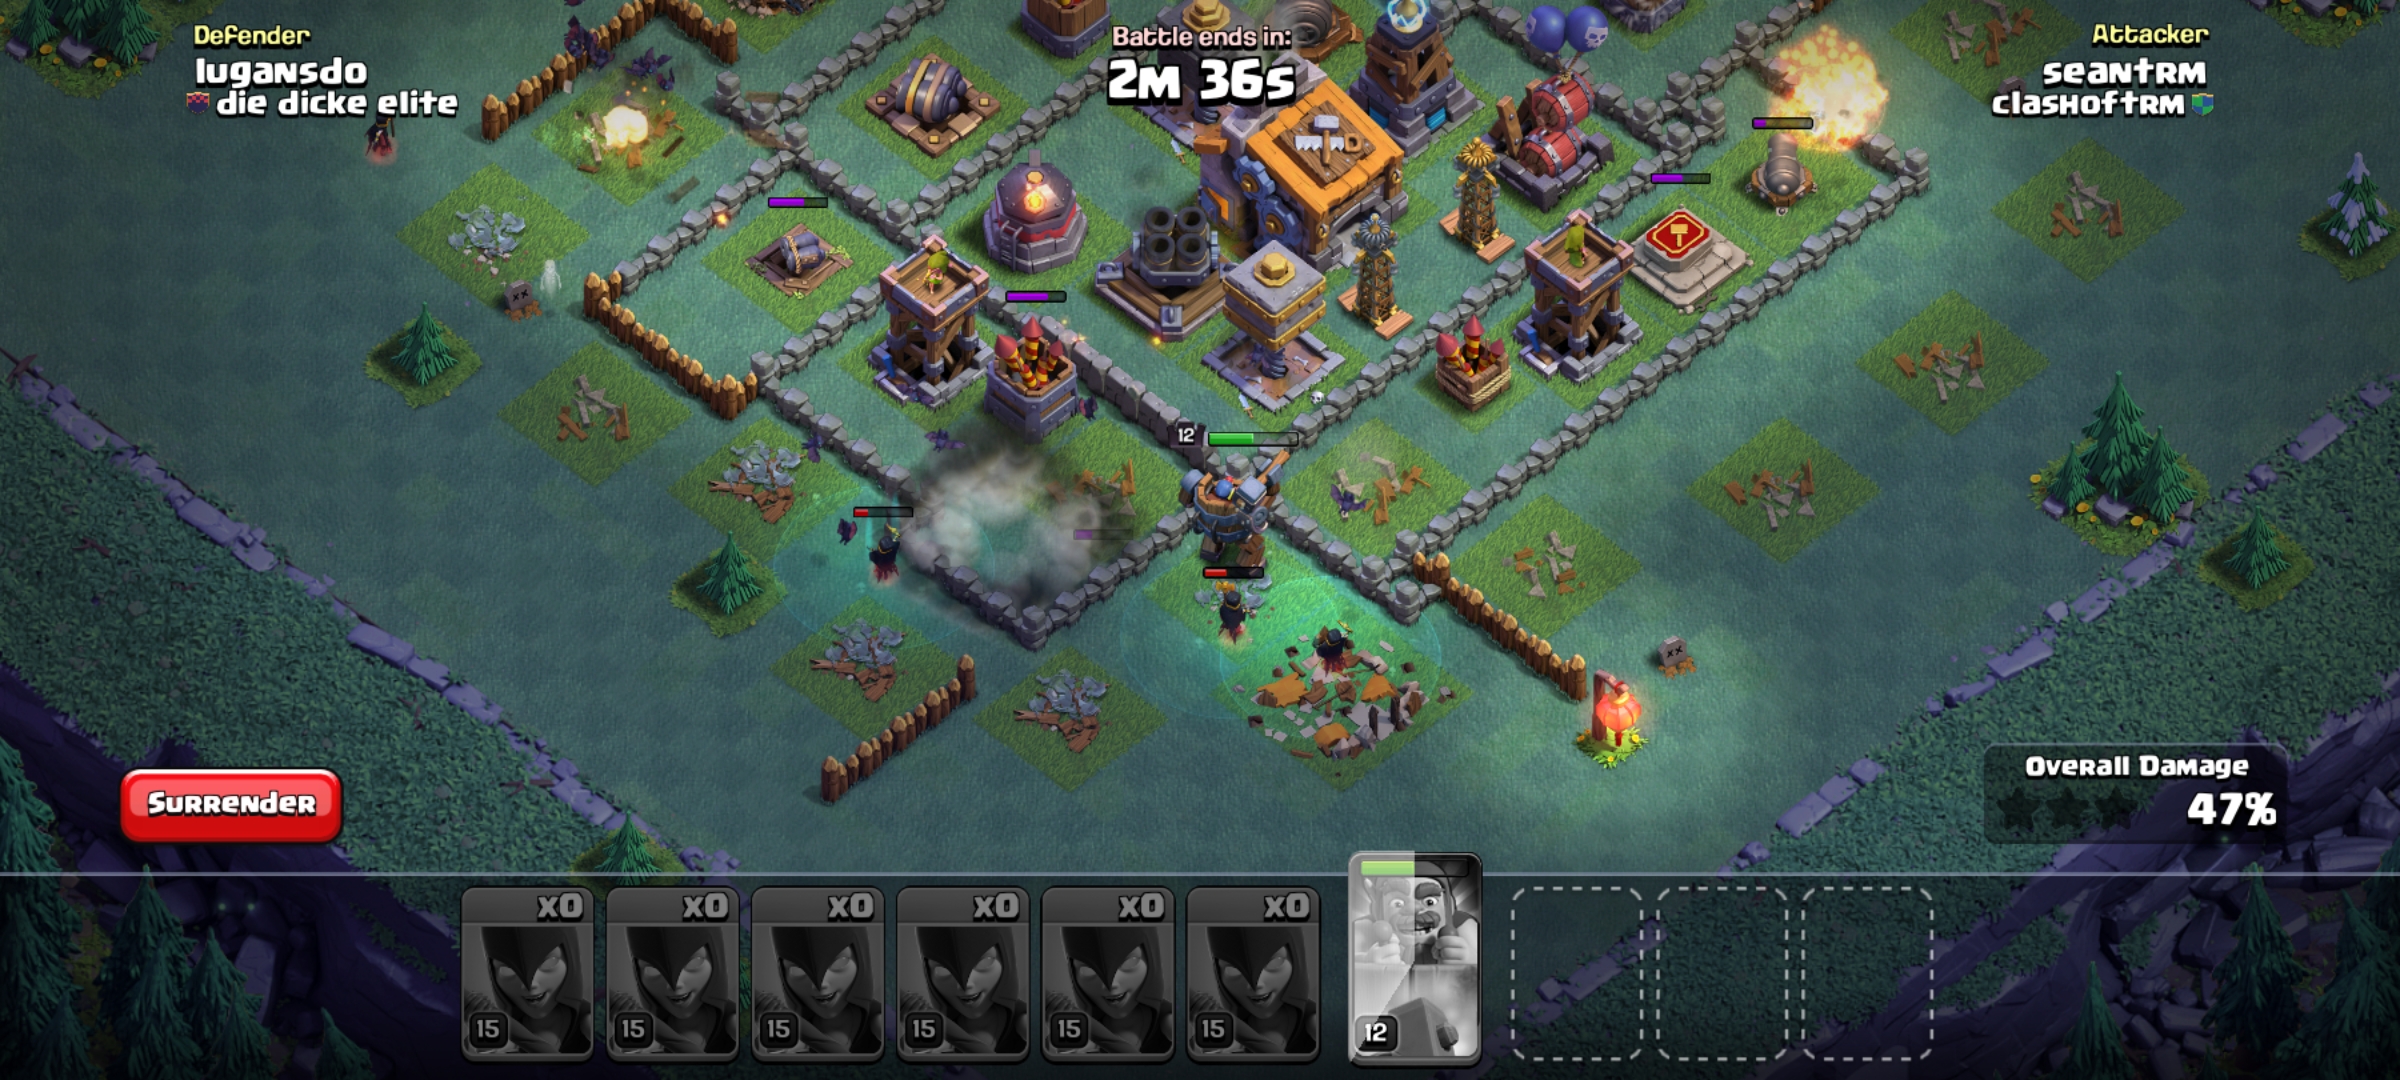 Defender
lugansdo
die dicke elite
Battle ends in:
2M 36s
Attacker
seantRM
clashoftRM
12
Surrender
Overall Damage
47%
x0
x0
x0
x0
x0
x0
15
15
15
15
15
15
12